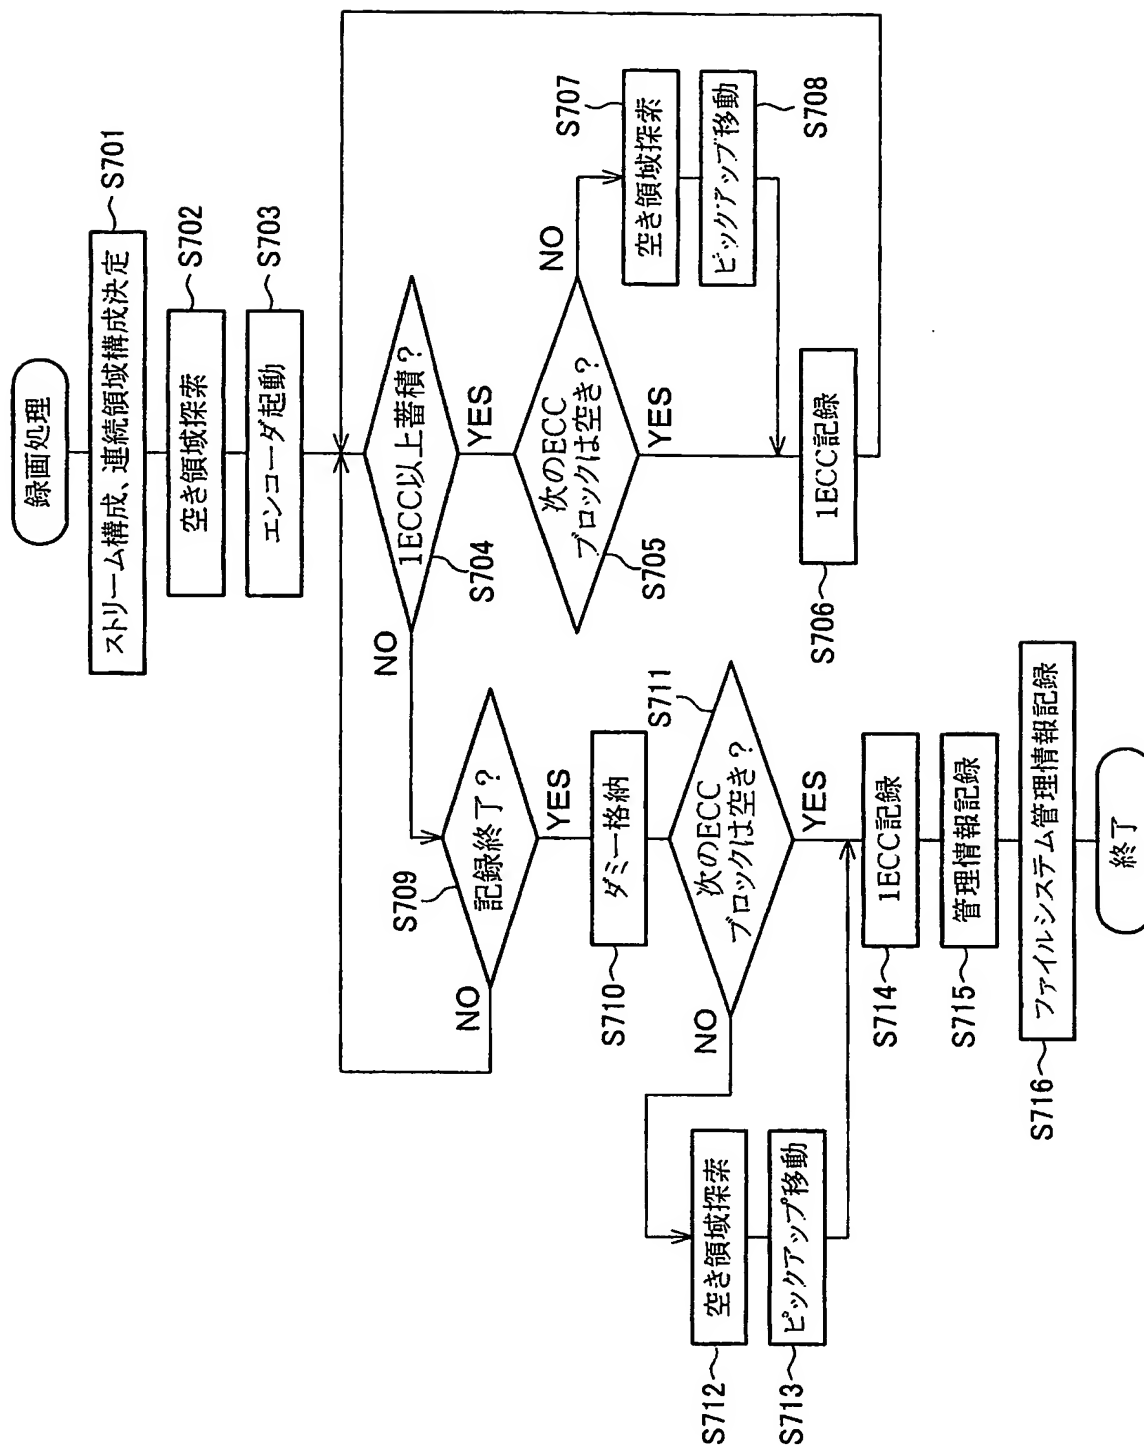 録画処理
ストリーム構成、連続領域構成決定
S701
空き領域探索
S702
エンコーダ起動
S703
1ECC以上蓄積？
S704
NO
YES
次のECC
ブロックは空き？
S705
NO
YES
空き領域探索
S707
ピックアップ移動
S708
1ECC記録
S706
記録終了？
S709
NO
YES
ダミー格納
S710
次のECC
ブロックは空き？
S711
NO
YES
空き領域探索
S712
ピックアップ移動
S713
1ECC記録
S714
管理情報記録
S715
ファイルシステム管理情報記録
S716
終了